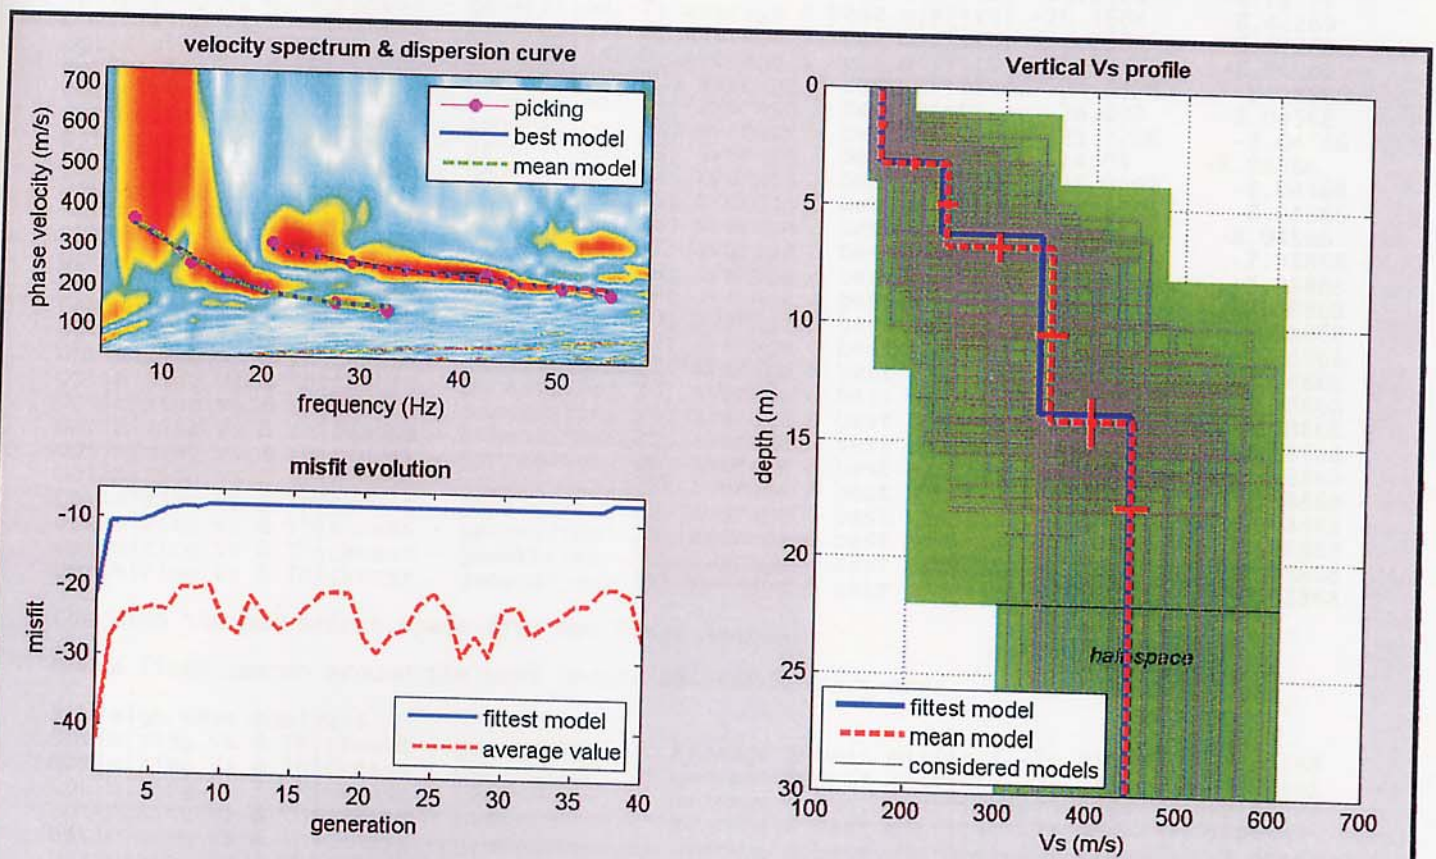 velocity spectrum & dispersion curve
700
600
500
400
300
200
100
phase velocity (m/s)
picking
best model
mean model
10
20
30
40
50
frequency (Hz)
misfit evolution
-10
-20
-30
-40
misfit
fittest model
average value
5
10
15
20
25
30
35
40
generation
Vertical Vs profile
0
5
10
15
20
25
30
depth (m)
half-space
fittest model
mean model
considered models
100
200
300
400
500
600
700
Vs (m/s)